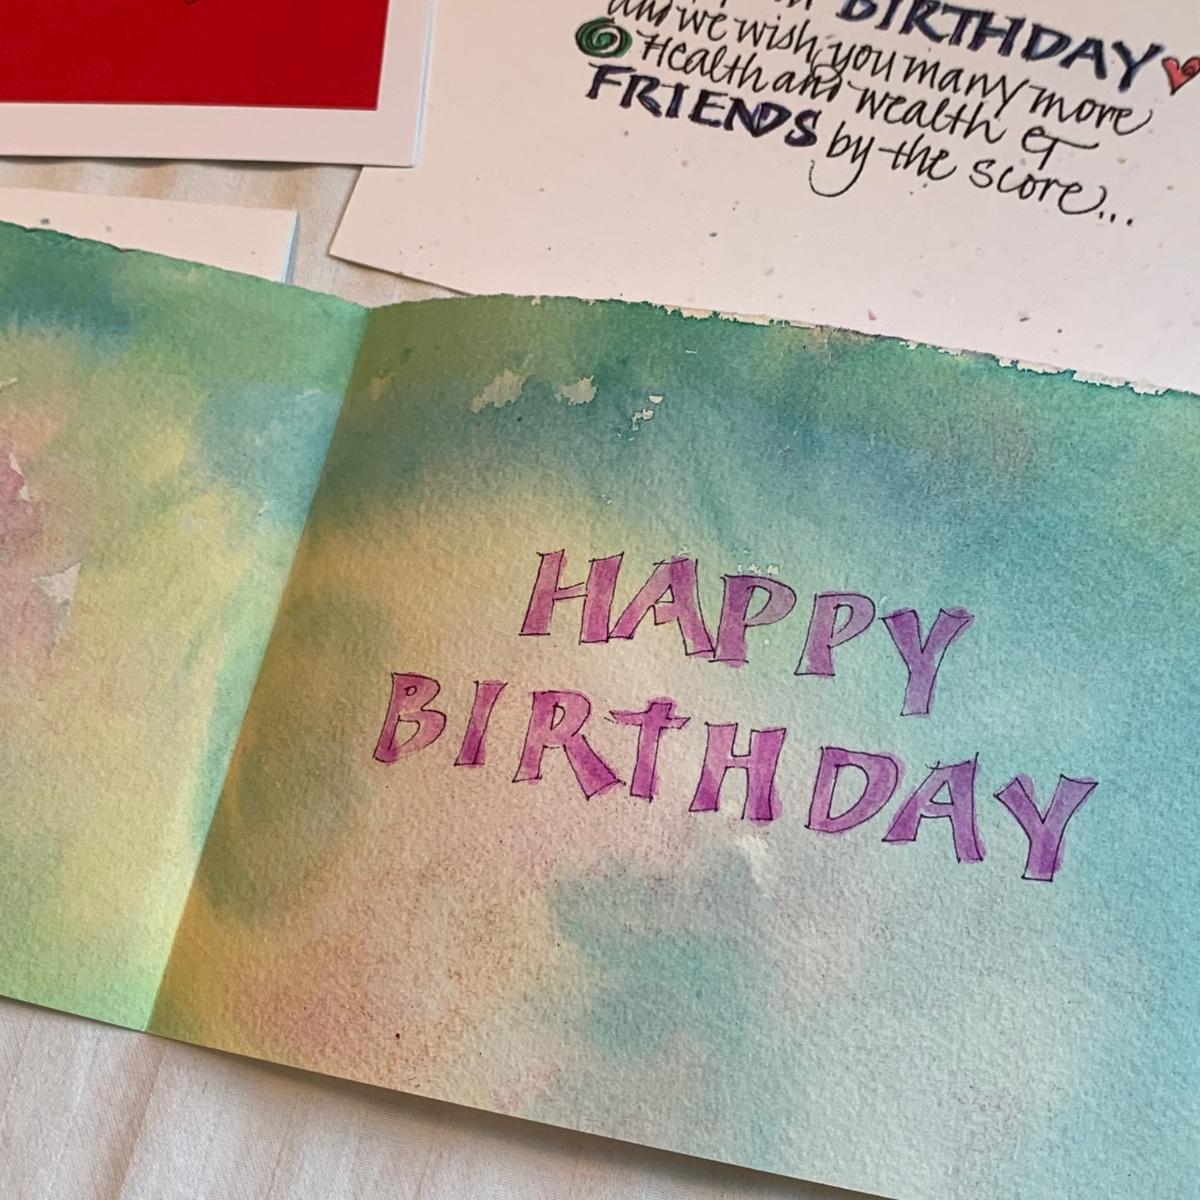 BIRTHDAY
and we wish you many more
Health and wealth &
FRIENDS by the score...
HAPPY
BIRTHDAY